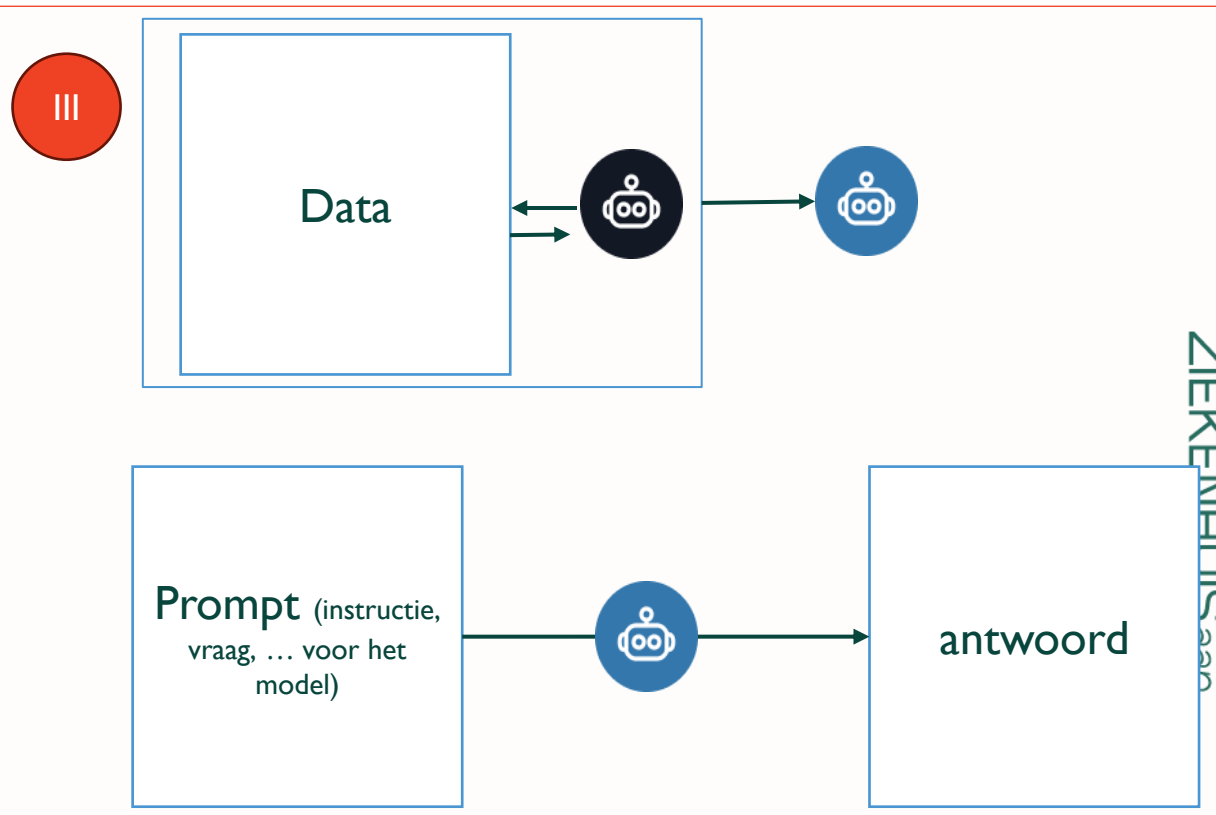 III
Data
Prompt (instructie,
vraag, … voor het
model)
antwoord